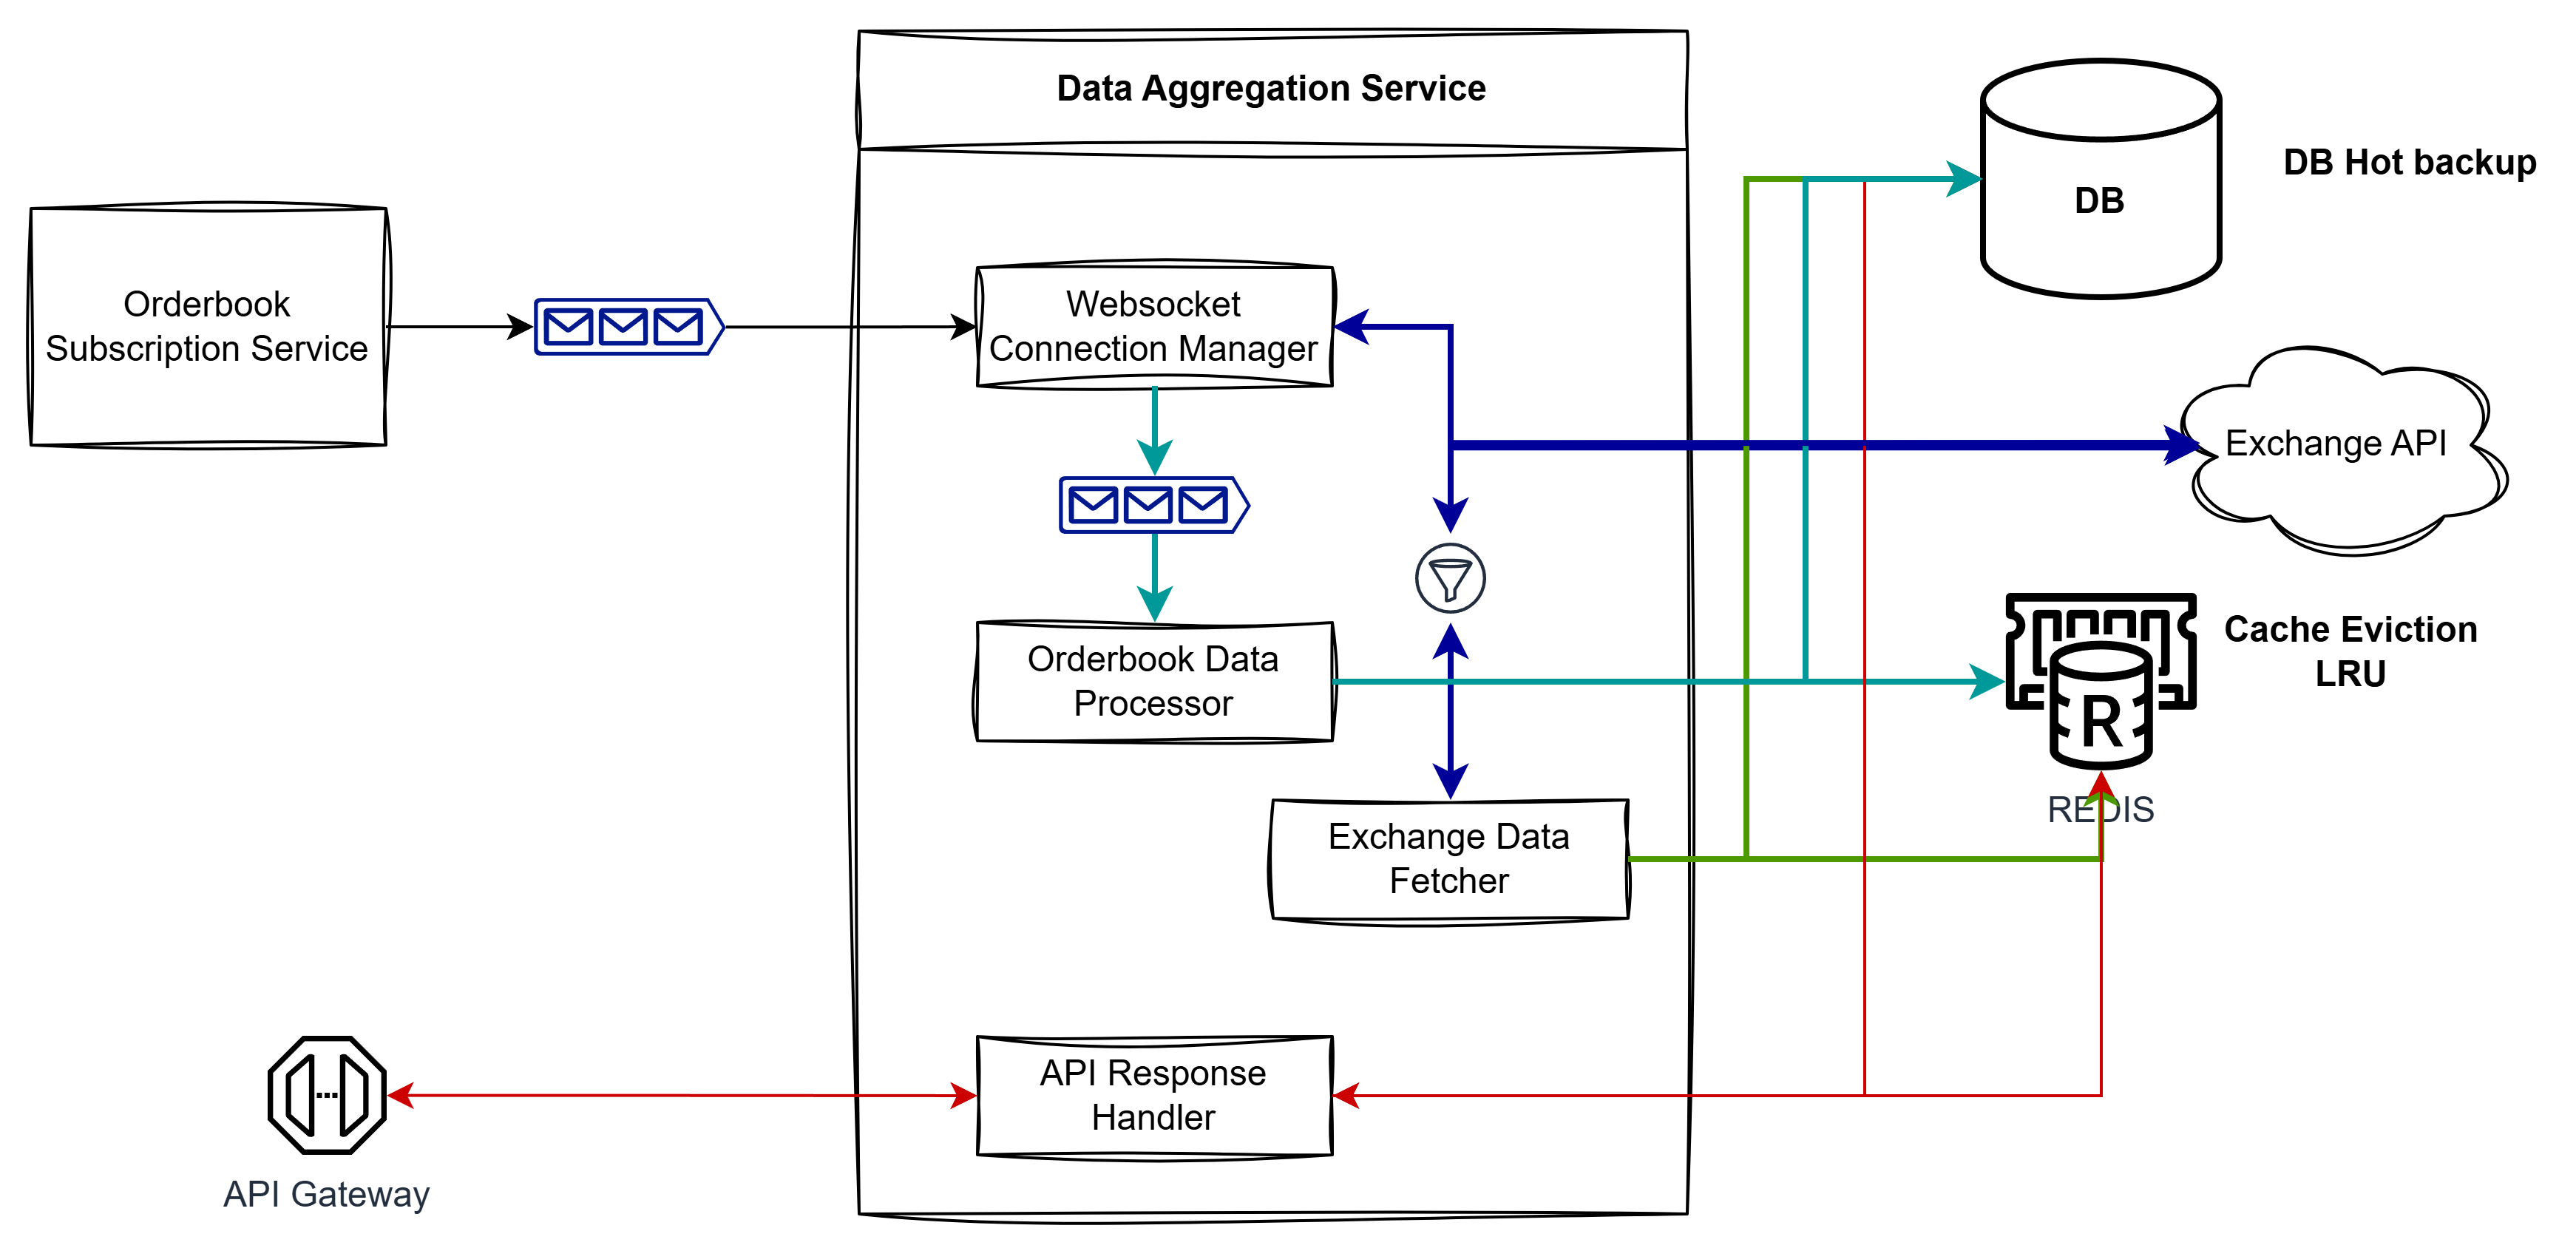 Data Aggregation Service
DB
DB Hot backup
Orderbook
Subscription Service
Websocket
Connection Manager
Exchange API
Orderbook Data
Processor
Cache Eviction
LRU
R
REDIS
Exchange Data
Fetcher
API Response
Handler
API Gateway